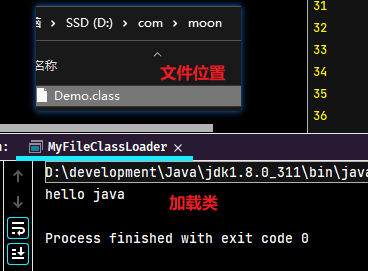 SSD (D:) › com › moon
名称
文件位置
Demo.class
31
32
33
34
35
36
MyFileClassLoader ×
D:\development\Java\jdk1.8.0_311\bin\java
hello java
加载类
Process finished with exit code 0